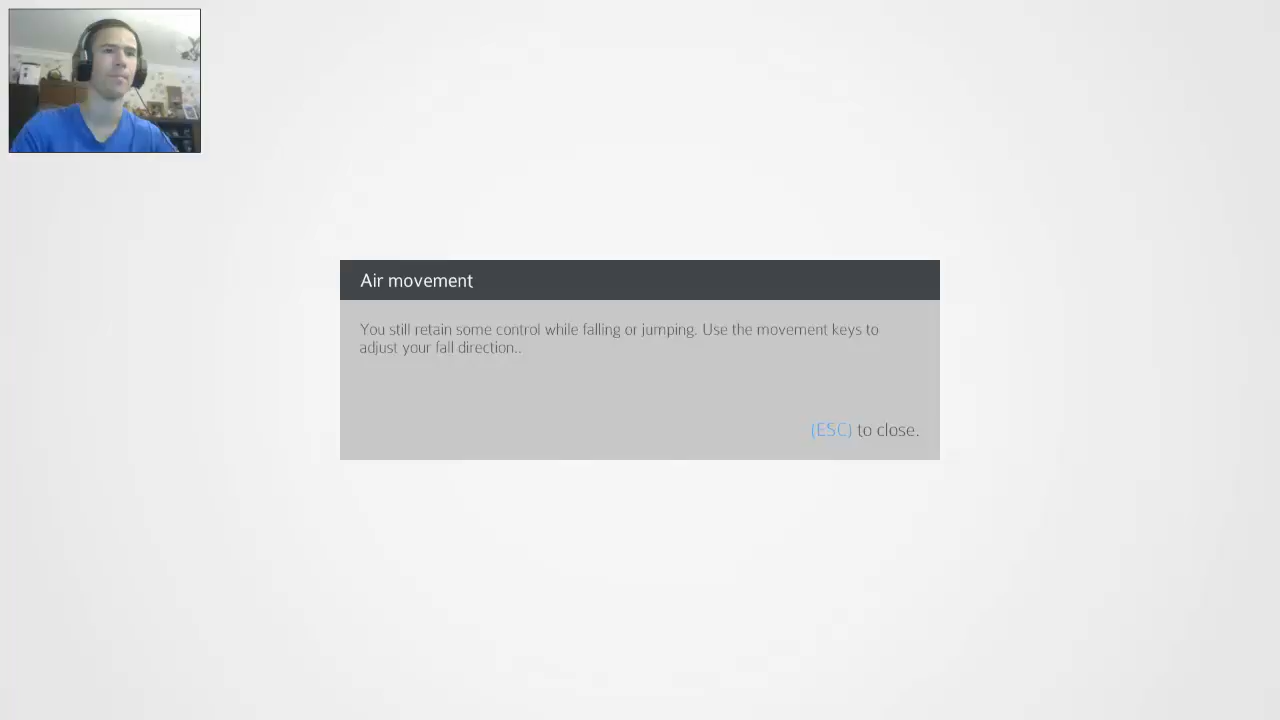 Air movement
You still retain some control while falling or jumping. Use the movement keys to
adjust your fall direction..
(ESC) to close.